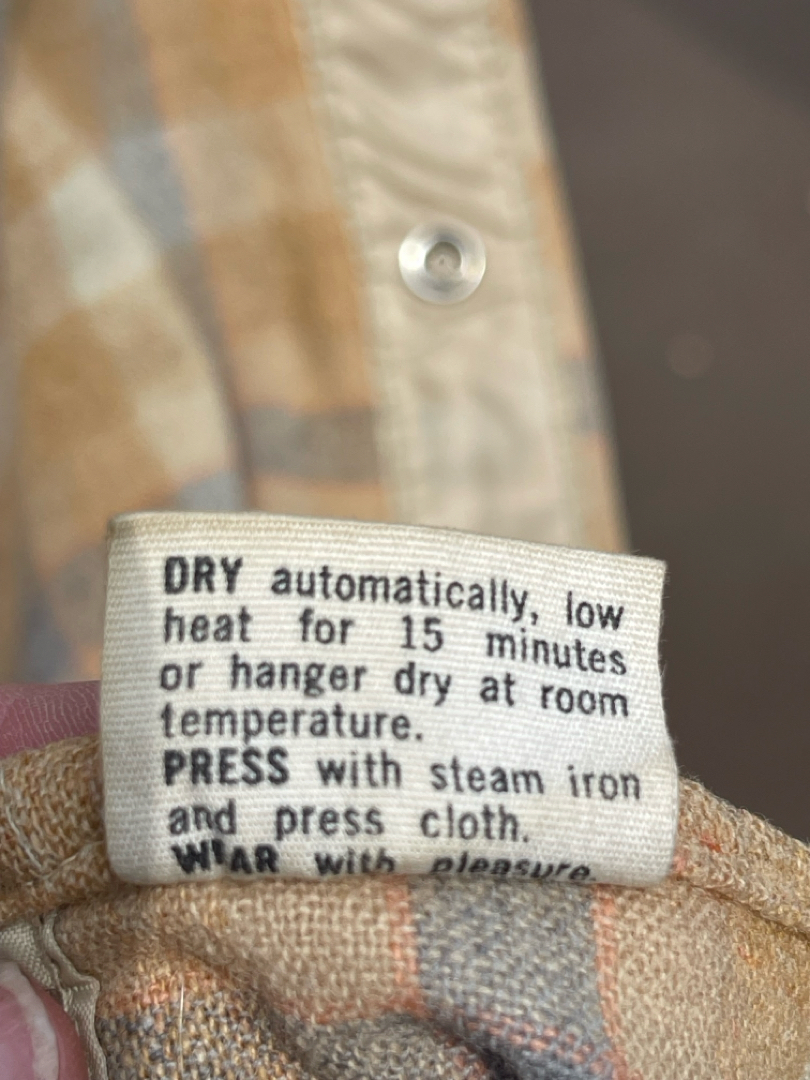 DRY automatically, low
heat for 15 minutes
or hanger dry at room
temperature.
PRESS with steam iron
and press cloth.
WEAR with pleasure.